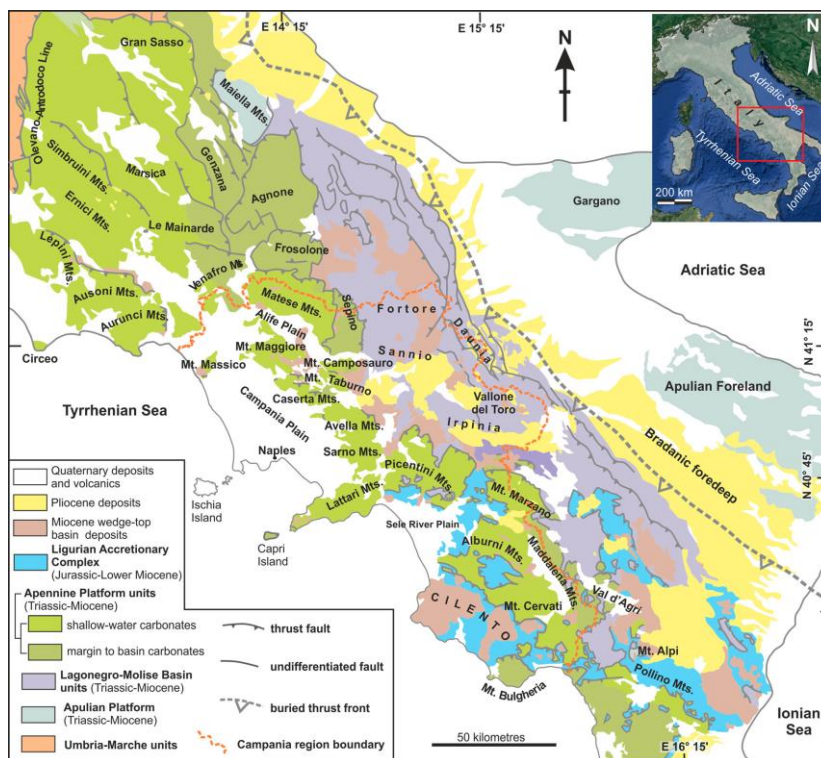 E 14° 15'
E 15° 15'
N
Italy
Adriatic Sea
Tyrrhenian Sea
Ionian Sea
200 km
N
Gran Sasso
Olevano-Antrodoco Line
Maiella Mts.
Genzana
Simbruini Mts.
Marsica
Ernici Mts.
Agnone
Le Mainarde
Gargano
Lepini Mts.
Frosolone
Venafro Mts.
Adriatic Sea
Ausoni Mts.
Matese Mts.
Sepino
Fortore
Aurunci Mts.
Alife Plain
Daunia
Circeo
Mt. Maggiore
Sannio
N 41° 15'
Mt. Massico
Mt. Camposauro
Mt. Taburno
Apulian Foreland
Caserta Mts.
Vallone
del Toro
Tyrrhenian Sea
Campania Plain
Irpinia
Avella Mts.
Bradanic foredeep
Naples
Sarno Mts.
Picentini Mts.
N 40° 45'
Ischia
Island
Lattari Mts.
Mt. Marzano
Sele River Plain
Capri
Island
Alburni Mts.
Maddalena Mts.
Val d'Agri
CILENTO
Mt. Cervati
Mt. Alpi
Pollino Mts.
Mt. Bulgheria
Ionian
Sea
50 kilometres
E 16° 15'
Quaternary deposits
and volcanics
Pliocene deposits
Miocene wedge-top
basin deposits
Ligurian Accretionary
Complex
(Jurassic-Lower Miocene)
Apennine Platform units
(Triassic-Miocene)
shallow-water carbonates
margin to basin carbonates
Lagonegro-Molise Basin
units (Triassic-Miocene)
Apulian Platform
(Triassic-Miocene)
Umbria-Marche units
thrust fault
undifferentiated fault
buried thrust front
Campania region boundary